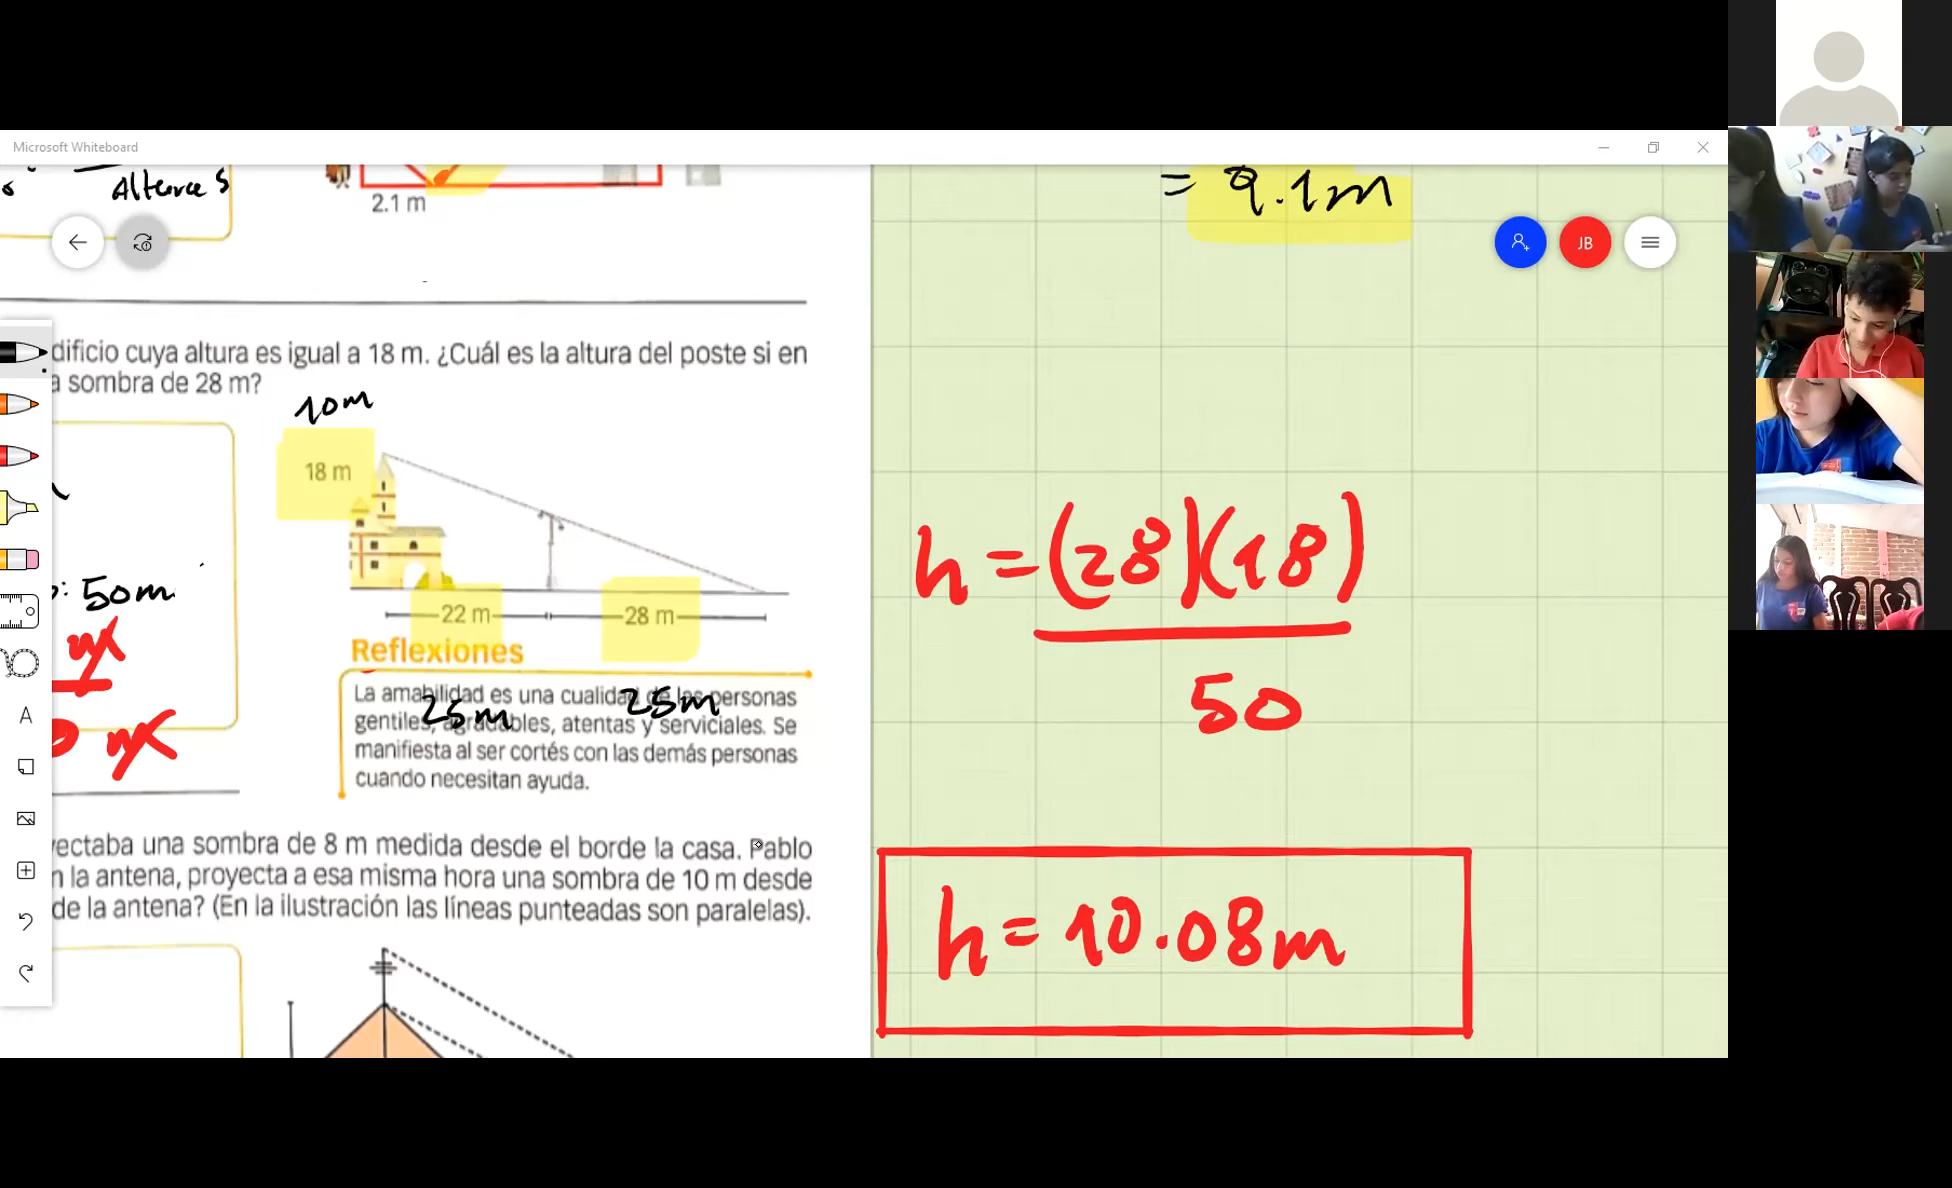 Microsoft Whiteboard
Alturas
2.1 m
= 9.1m
JB
dificio cuya altura es igual a 18 m. ¿Cuál es la altura del poste si en
a sombra de 28 m?
10m
18 m
: 50m
22 m
28 m
Reflexiones
La amabilidad es una cualidad de las personas
gentiles, agradables, atentas y serviciales. Se
manifiesta al ser cortés con las demás personas
cuando necesitan ayuda.
25m
25m
ectaba una sombra de 8 m medida desde el borde la casa. Pablo
n la antena, proyecta a esa misma hora una sombra de 10 m desde
de la antena? (En la ilustración las líneas punteadas son paralelas).
h = (28)(18)
50
h = 10.08m
A